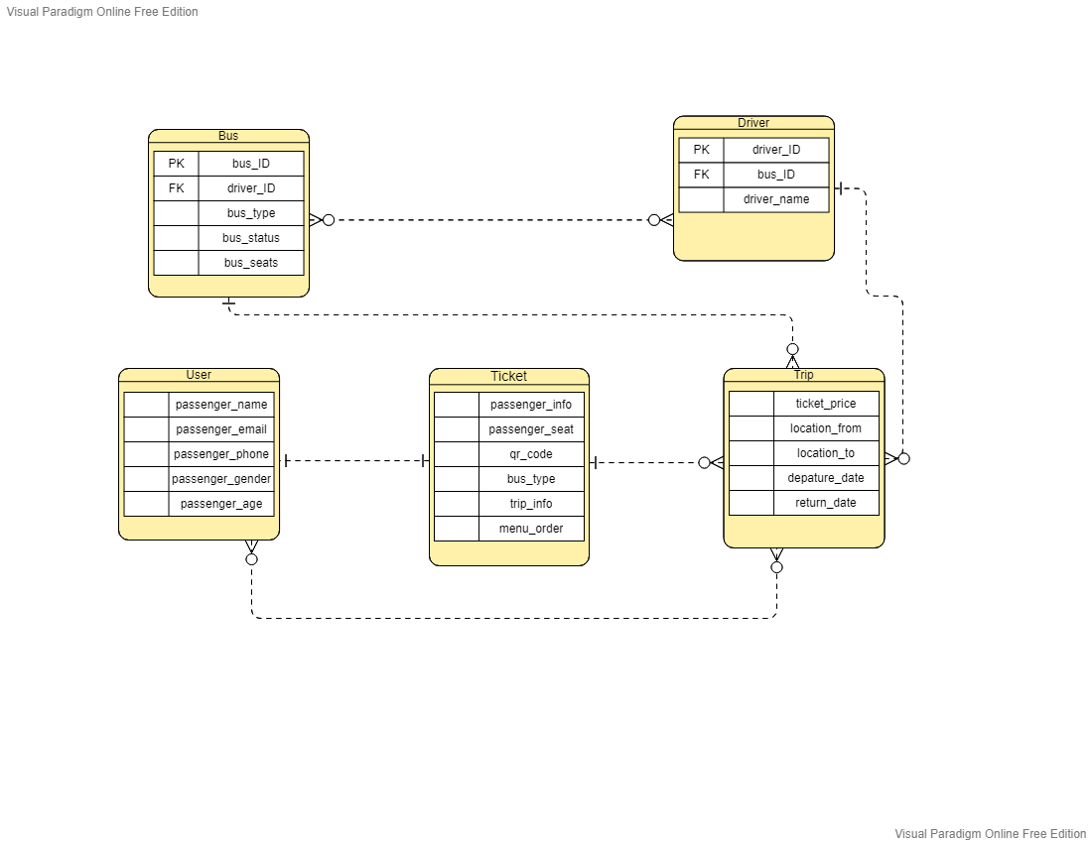 Visual Paradigm Online Free Edition
Bus
PK bus_ID
FK driver_ID
bus_type
bus_status
bus_seats
Driver
PK driver_ID
FK bus_ID
driver_name
User
passenger_name
passenger_email
passenger_phone
passenger_gender
passenger_age
Ticket
passenger_info
passenger_seat
qr_code
bus_type
trip_info
menu_order
Trip
ticket_price
location_from
location_to
depature_date
return_date
Visual Paradigm Online Free Edition